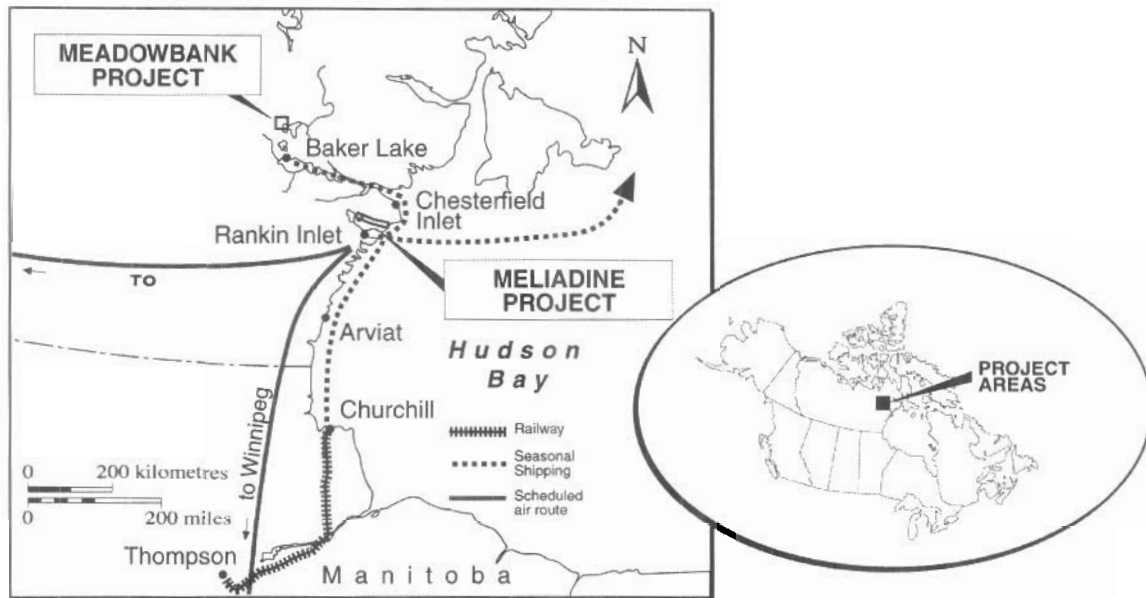 MEADOWBANK
PROJECT
N
Baker Lake
Chesterfield
Inlet
Rankin Inlet
TO
MELIADINE
PROJECT
Arviat
Hudson
Bay
PROJECT
AREAS
Churchill
to Winnipeg
Railway
Seasonal
Shipping
Scheduled
air route
0 200 kilometres
0 200 miles
Thompson
Manitoba